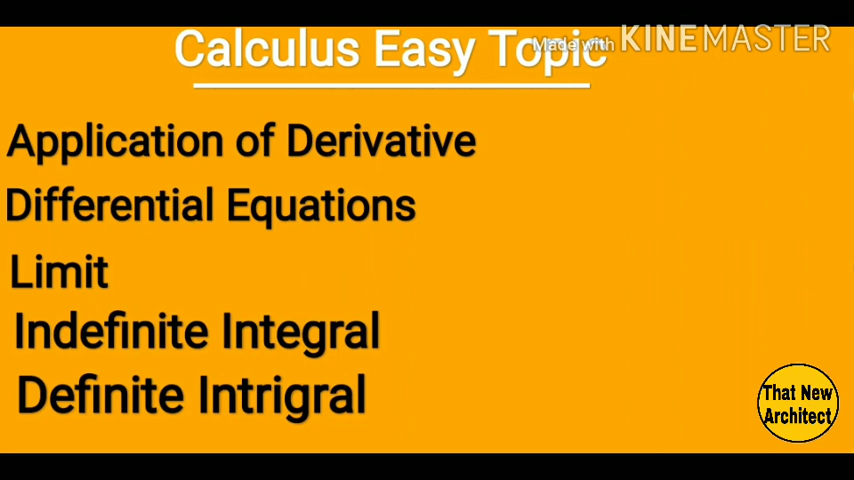 Calculus Easy Topic
Made with KINEMASTER
Application of Derivative
Differential Equations
Limit
Indefinite Integral
Definite Intrigral
That New
Architect